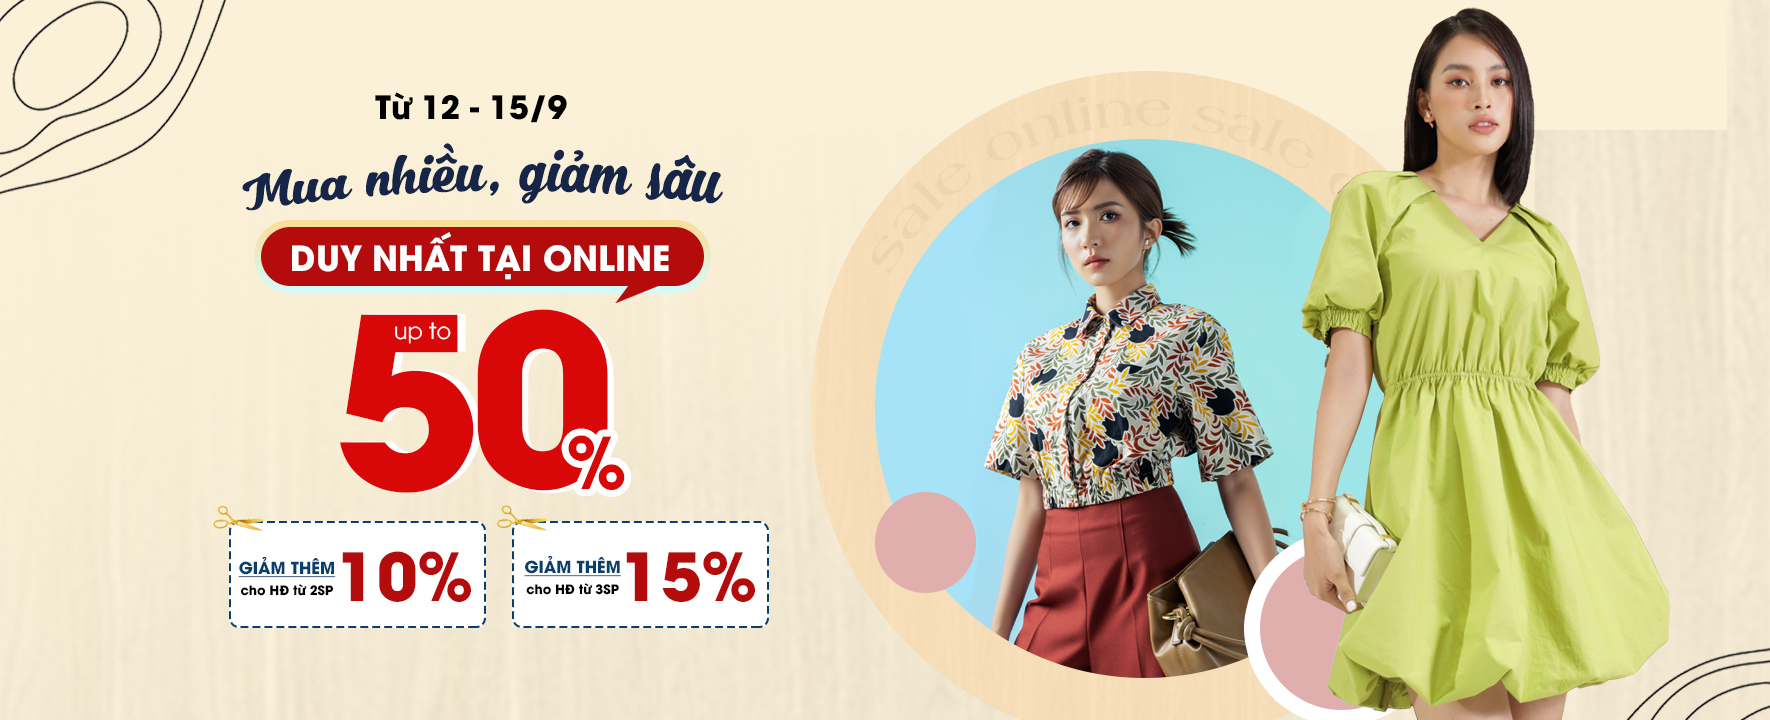 Từ 12 - 15/9
Mua nhiều, giảm sâu
DUY NHẤT TẠI ONLINE
up to
50%
GIẢM THÊM
cho HĐ từ 2SP
10%
GIẢM THÊM
cho HĐ từ 3SP
15%
sale online sale